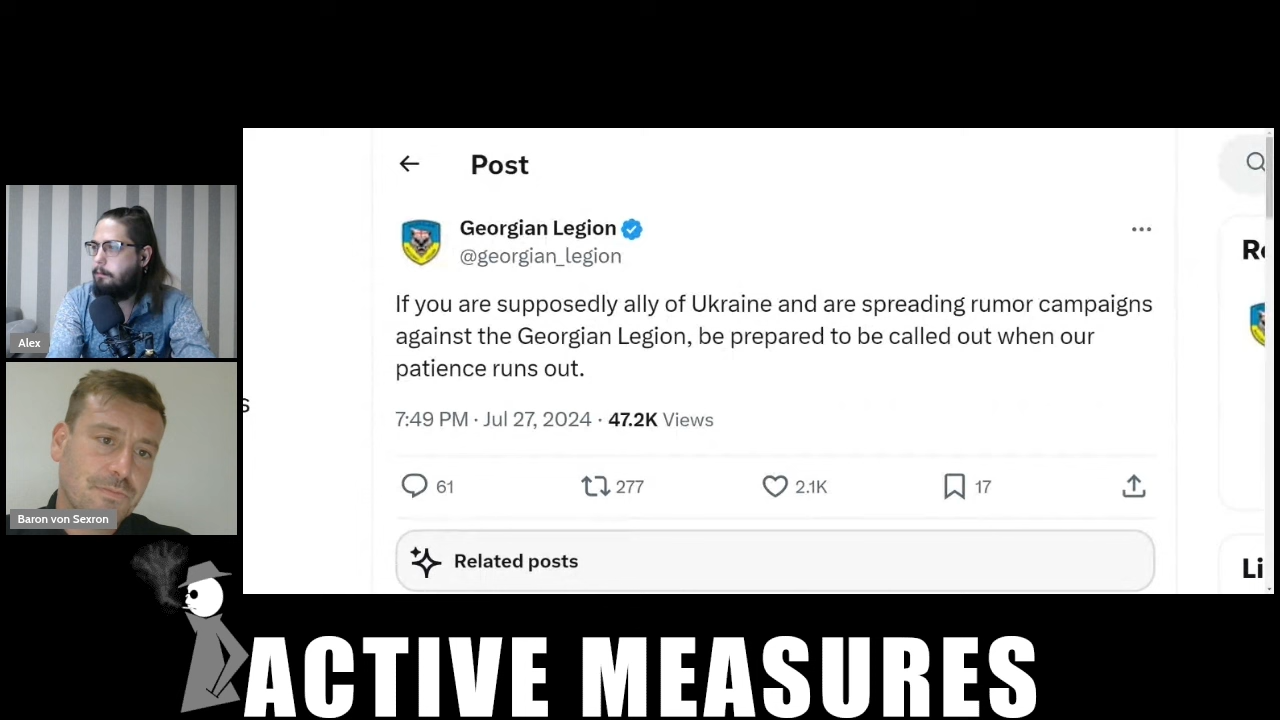 Post
Georgian Legion
@georgian_legion
If you are supposedly ally of Ukraine and are spreading rumor campaigns
against the Georgian Legion, be prepared to be called out when our
patience runs out.
7:49 PM · Jul 27, 2024 · 47.2K Views
61 277 2.1K 17
Related posts
Re
Li
s
Alex
Baron von Sexron
ACTIVE MEASURES